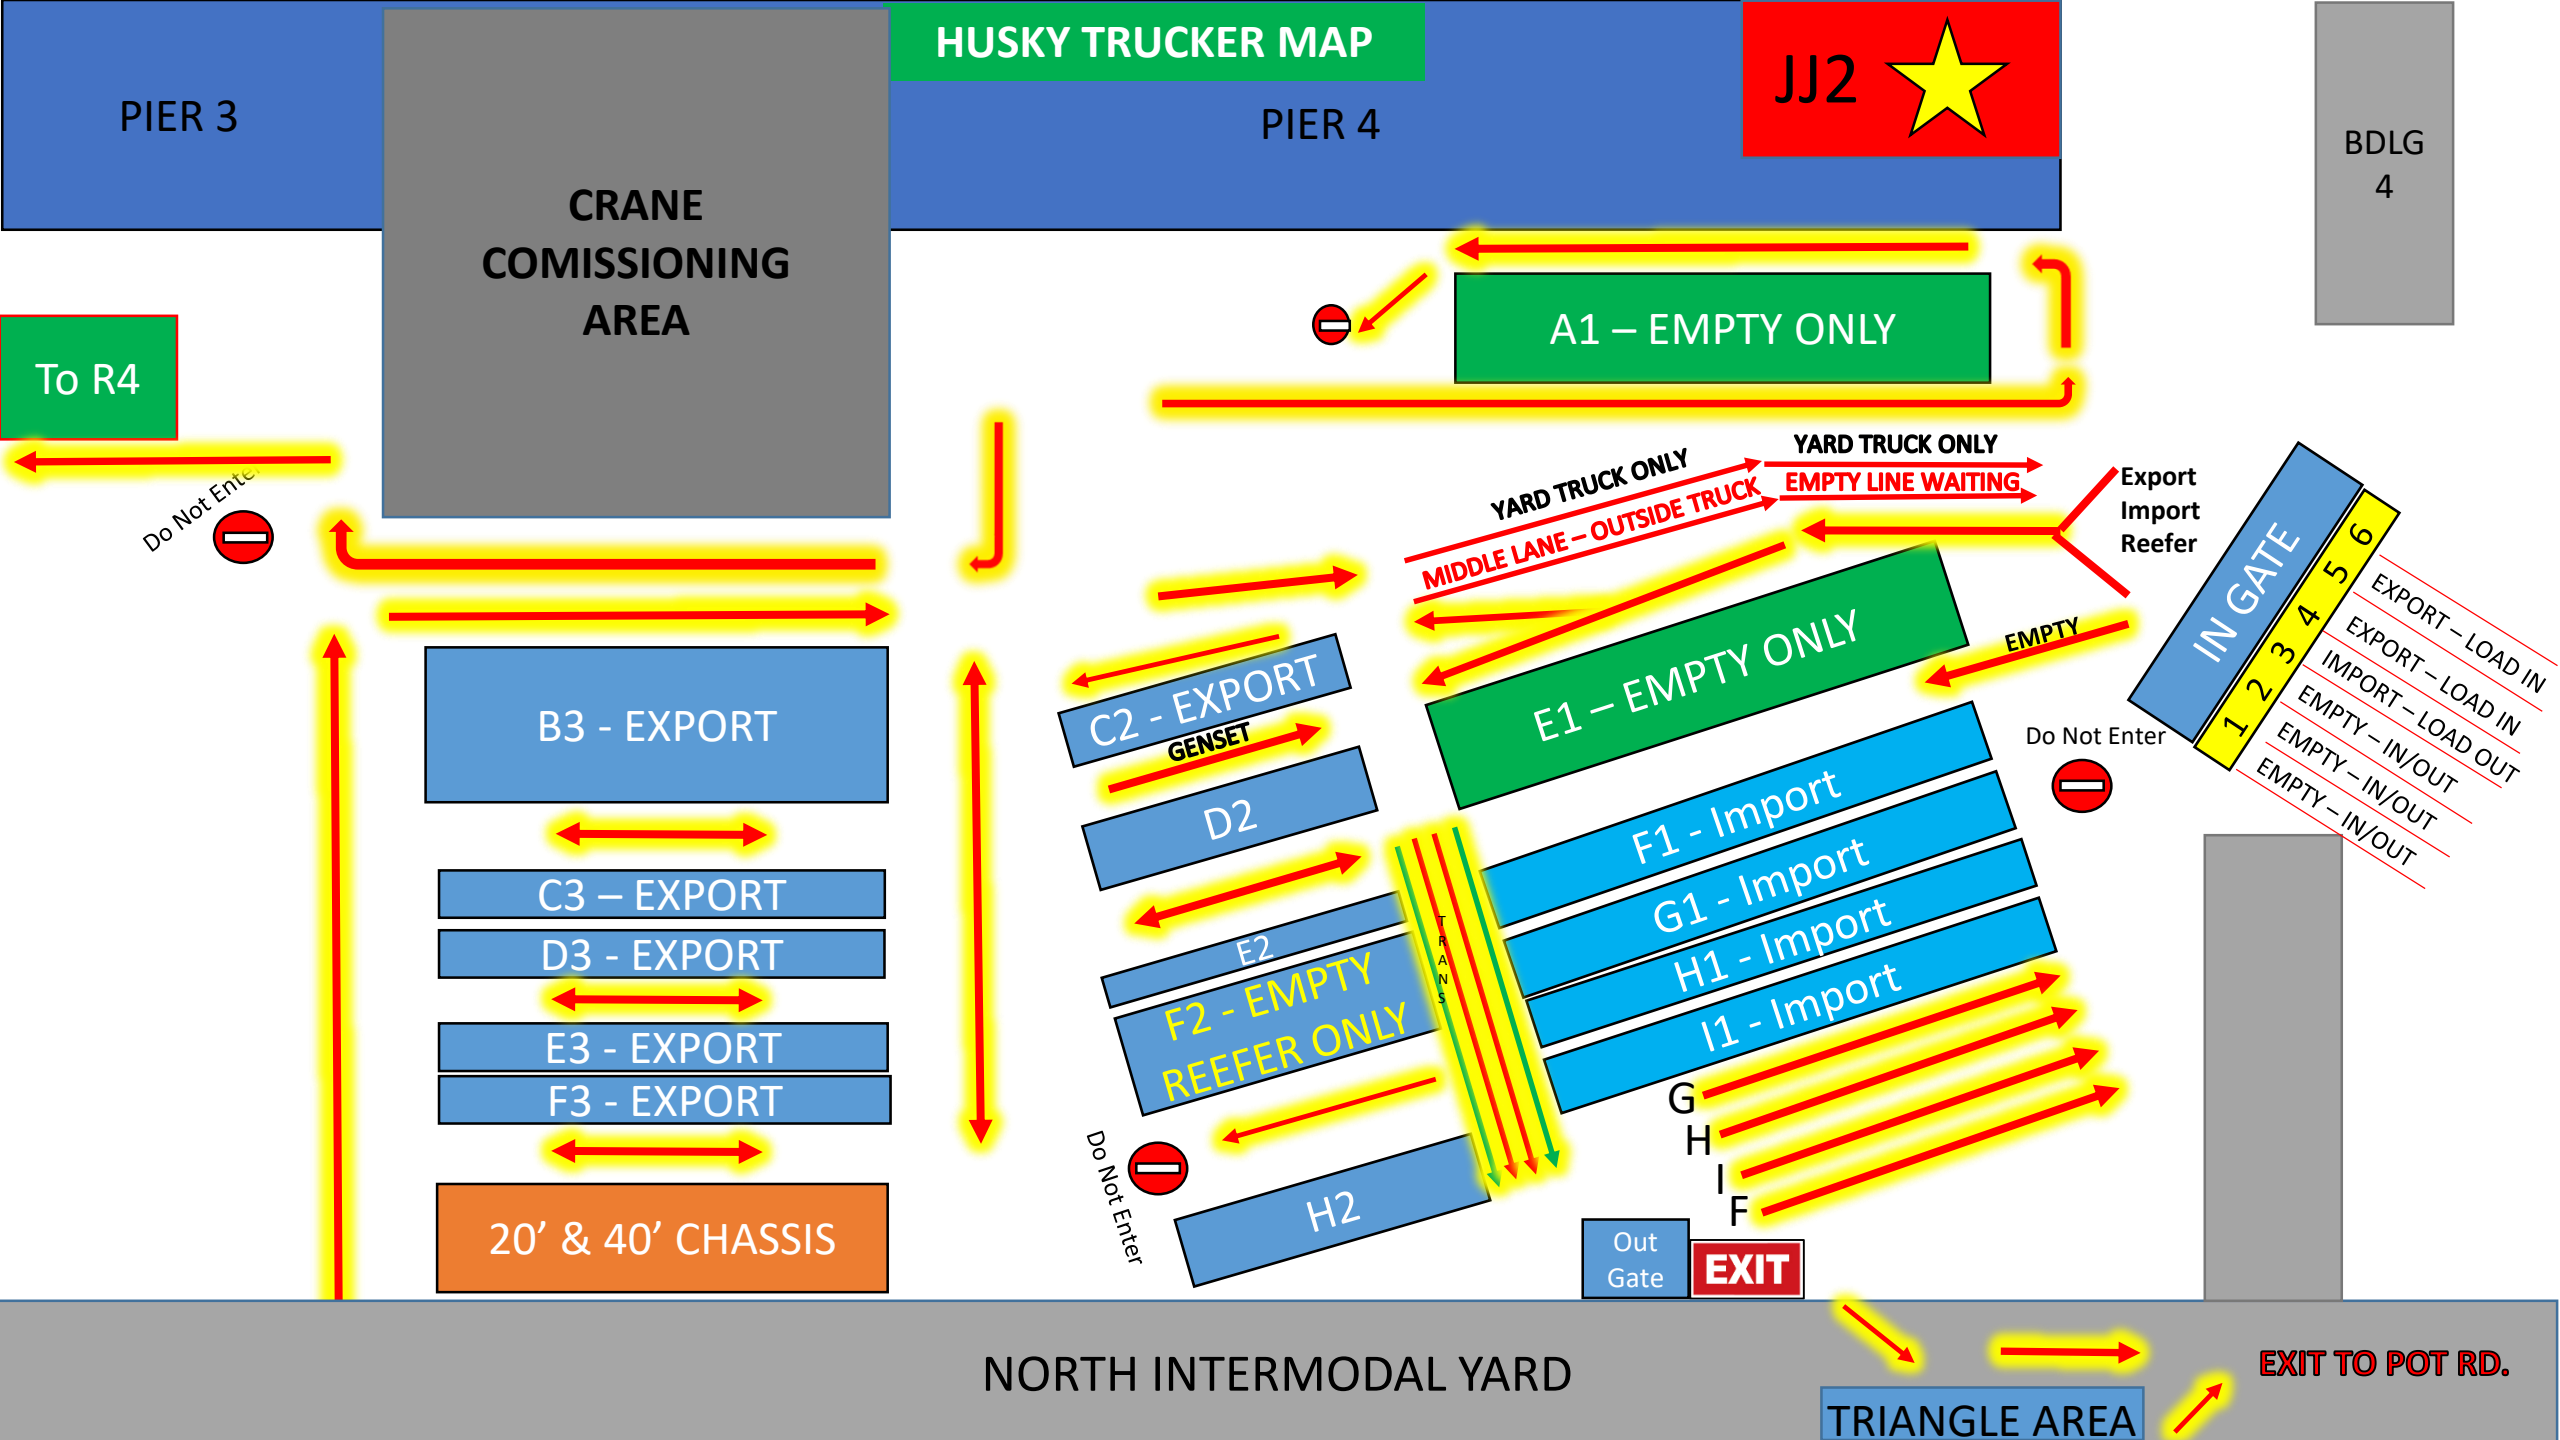 HUSKY TRUCKER MAP
PIER 3
CRANE
COMISSIONING
AREA
PIER 4
JJ2
BDLG
4
To R4
A1 – EMPTY ONLY
Do Not Enter
YARD TRUCK ONLY
MIDDLE LANE – OUTSIDE TRUCK
YARD TRUCK ONLY
EMPTY LINE WAITING
Export
Import
Reefer
IN GATE
1 2 3 4 5 6
EXPORT – LOAD IN
EXPORT – LOAD IN
IMPORT – LOAD OUT
EMPTY – IN/OUT
EMPTY – IN/OUT
EMPTY – IN/OUT
EMPTY
Do Not Enter
B3 - EXPORT
C3 – EXPORT
D3 - EXPORT
E3 - EXPORT
F3 - EXPORT
20’ & 40’ CHASSIS
C2 - EXPORT
GENSET
D2
E2
F2 - EMPTY
REEFER ONLY
Do Not Enter
H2
TRANS
E1 – EMPTY ONLY
F1 - Import
G1 - Import
H1 - Import
I1 - Import
G
H
I
F
Out
Gate
EXIT
NORTH INTERMODAL YARD
TRIANGLE AREA
EXIT TO POT RD.